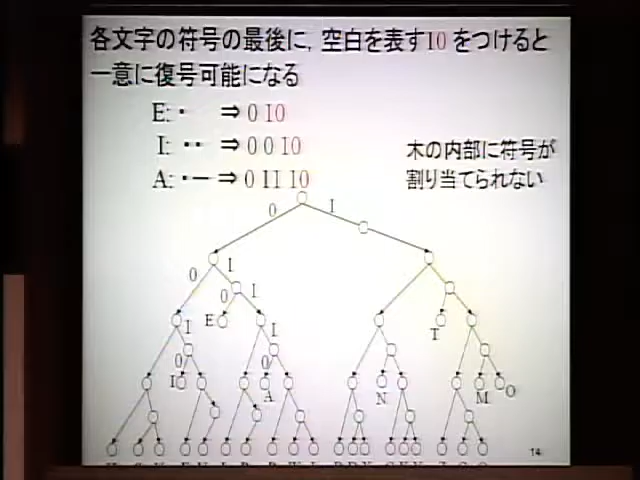 各文字の符号の最後に, 空白を表す10 をつけると
一意に復号可能になる
E: ・ ⇒ 0 10
I: ・・ ⇒ 0 0 10
A: ・ー ⇒ 0 11 10
木の内部に符号が
割り当てられない
0 1
0 1
0 1
E
T
1 1
0 0
I A N M O
14